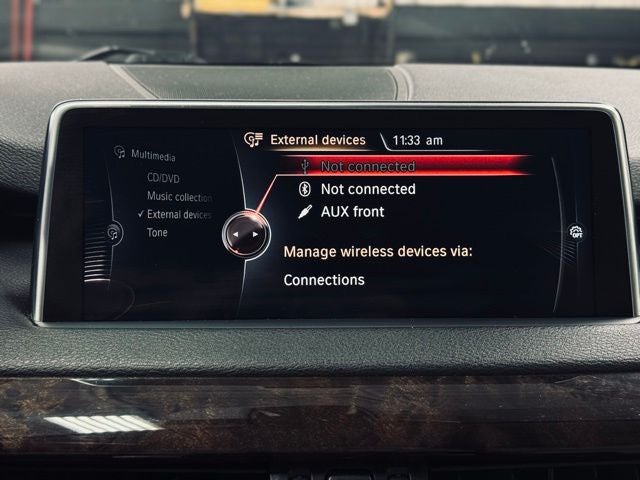 External devices
11:33 am
Multimedia
CD/DVD
Music collection
External devices
Tone
Not connected
Not connected
AUX front
Manage wireless devices via:
Connections
OPT